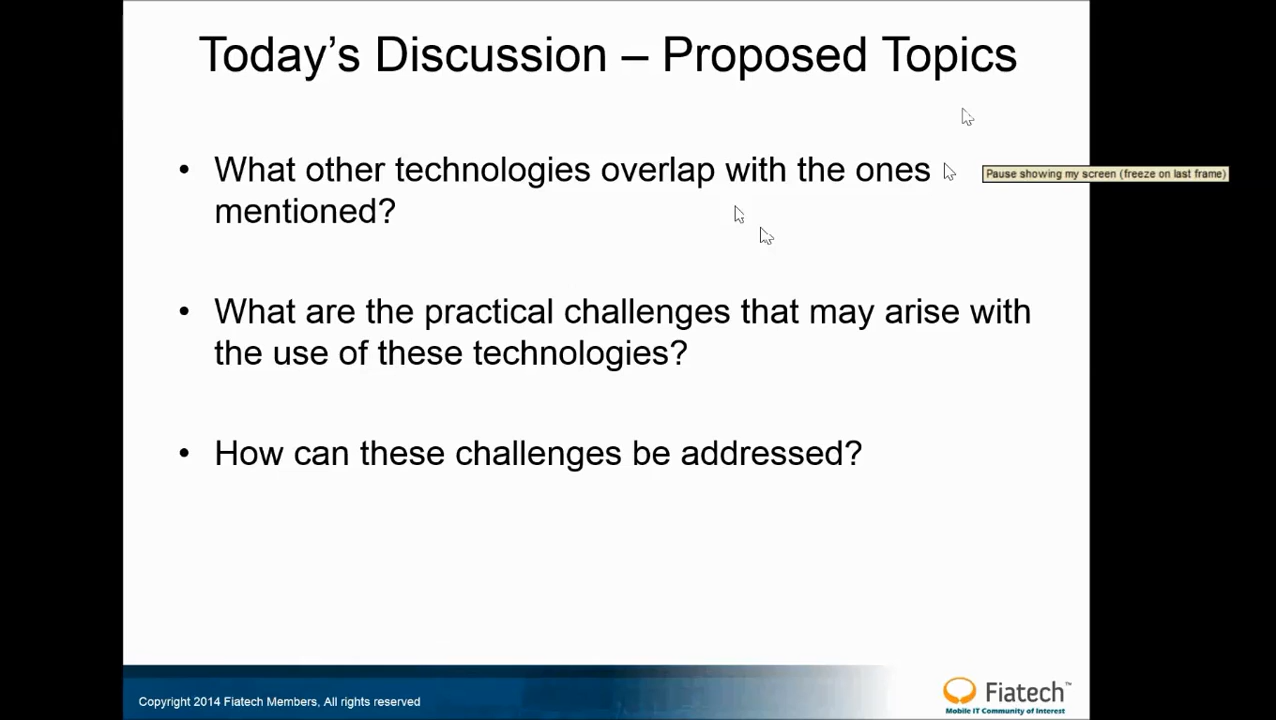 Today's Discussion – Proposed Topics
• What other technologies overlap with the ones
mentioned?
Pause showing my screen (freeze on last frame)
• What are the practical challenges that may arise with
the use of these technologies?
• How can these challenges be addressed?
Copyright 2014 Fiatech Members, All rights reserved
Fiatech™
Mobile IT Community of Interest